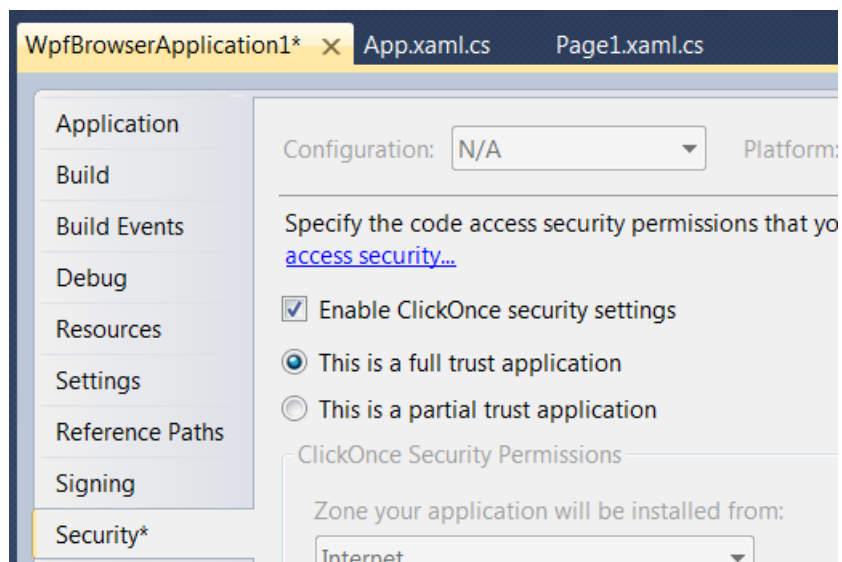 WpfBrowserApplication1* App.xaml.cs Page1.xaml.cs
Application
Build
Build Events
Debug
Resources
Settings
Reference Paths
Signing
Security*
Configuration: N/A Platform:
Specify the code access security permissions that yo
access security...
Enable ClickOnce security settings
This is a full trust application
This is a partial trust application
ClickOnce Security Permissions
Zone your application will be installed from:
Internet